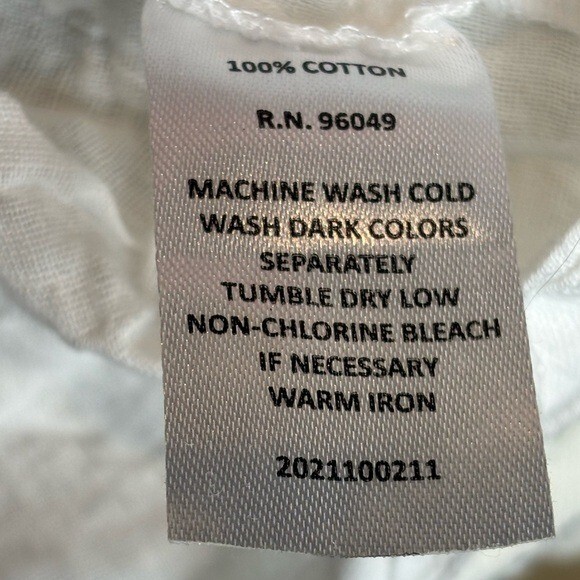 100% COTTON
R.N. 96049
MACHINE WASH COLD
WASH DARK COLORS
SEPARATELY
TUMBLE DRY LOW
NON-CHLORINE BLEACH
IF NECESSARY
WARM IRON
2021100211